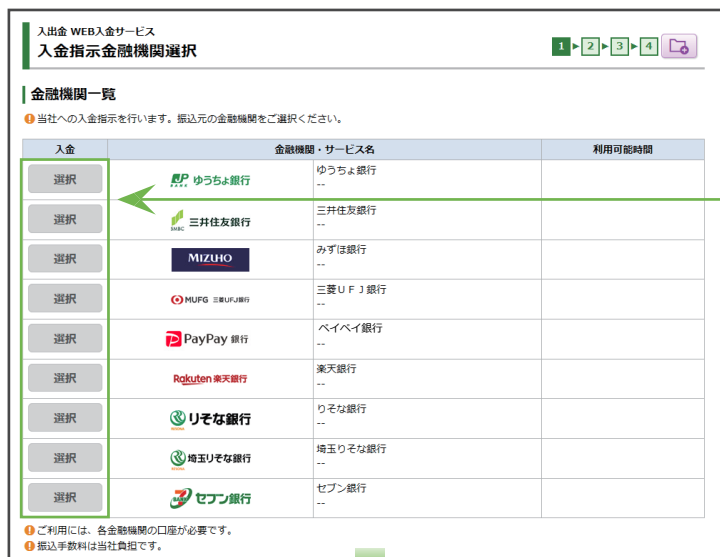 入出金 WEB入金サービス
入金指示金融機関選択
1 2 3 4
金融機関一覧
当社への入金指示を行います。振込元の金融機関をご選択ください。
入金 金融機関・サービス名 利用可能時間
選択 JP BANK ゆうちょ銀行 ゆうちょ銀行
--
選択 SMBC 三井住友銀行 三井住友銀行
--
選択 MIZUHO みずほ銀行
--
選択 MUFG 三菱UFJ銀行 三菱UFJ銀行
--
選択 PayPay 銀行 ペイペイ銀行
--
選択 Rakuten 楽天銀行 楽天銀行
--
選択 RESONA りそな銀行 りそな銀行
--
選択 埼玉りそな銀行 埼玉りそな銀行
--
選択 7 BANK セブン銀行 セブン銀行
--
ご利用には、各金融機関の口座が必要です。
振込手数料は当社負担です。